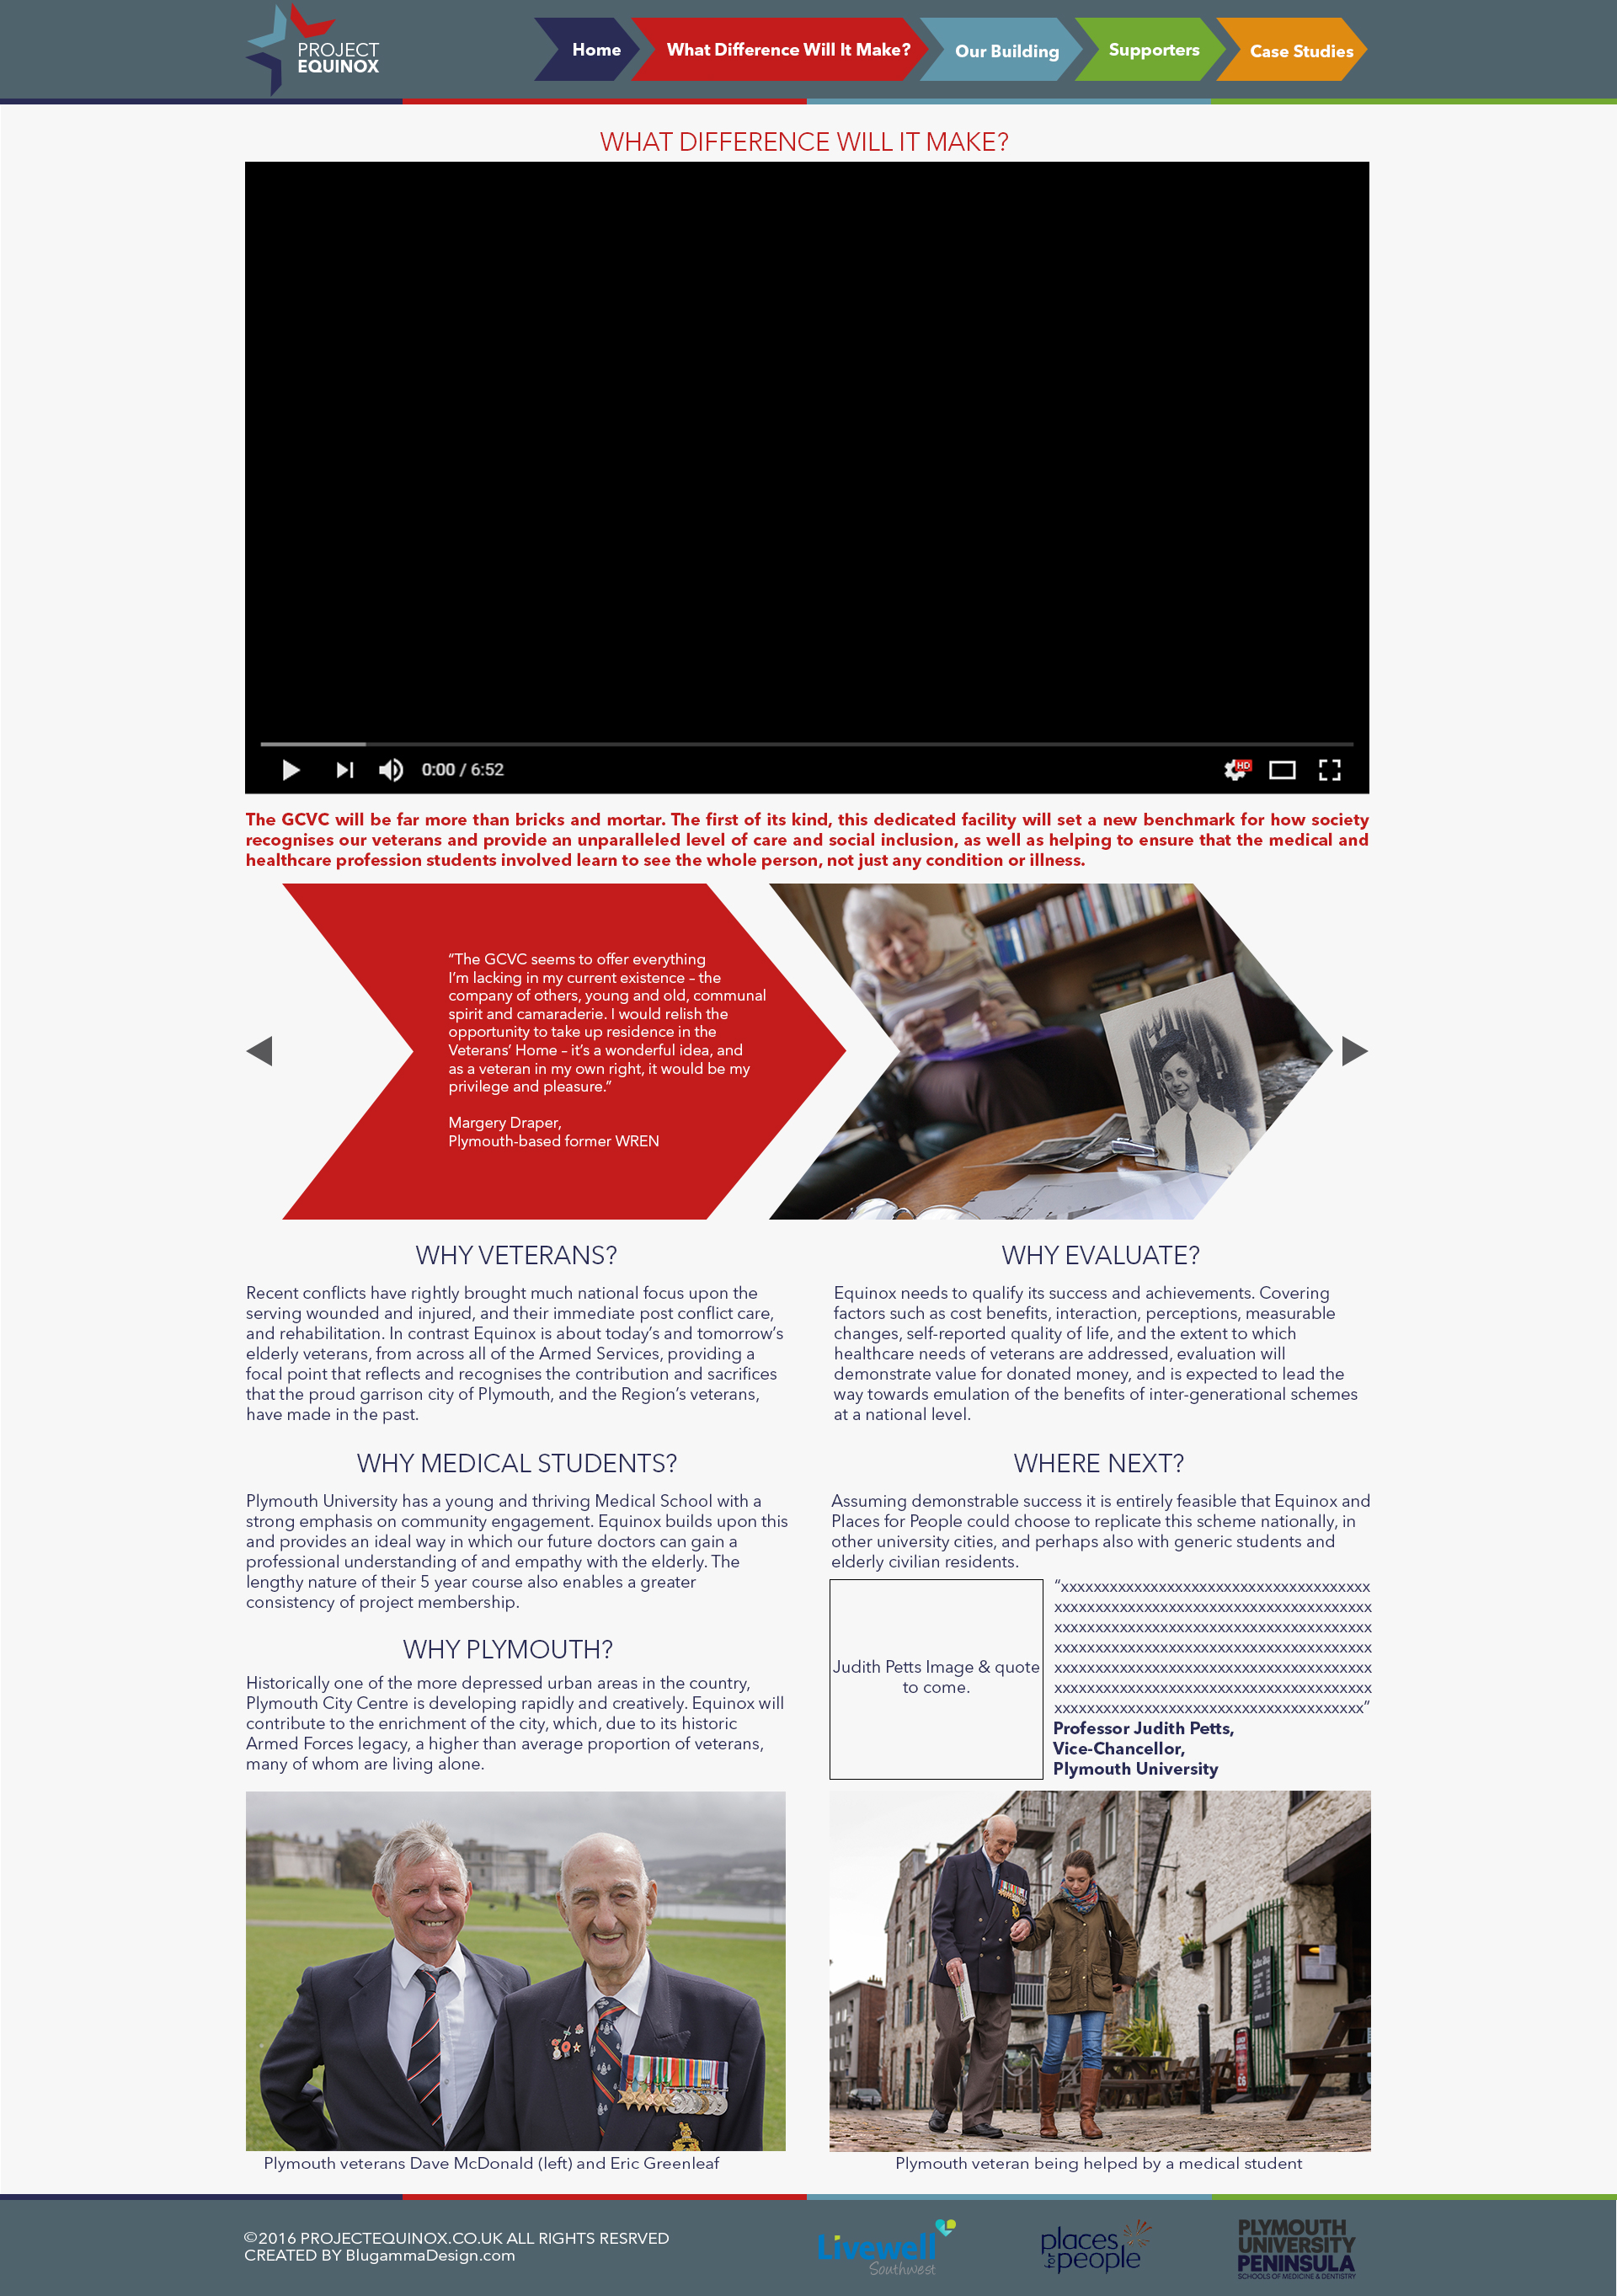 PROJECT
EQUINOX
Home
What Difference Will It Make?
Our Building
Supporters
Case Studies
WHAT DIFFERENCE WILL IT MAKE?
0:00 / 6:52
HD
The GCVC will be far more than bricks and mortar. The first of its kind, this dedicated facility will set a new benchmark for how society
recognises our veterans and provide an unparalleled level of care and social inclusion, as well as helping to ensure that the medical and
healthcare profession students involved learn to see the whole person, not just any condition or illness.
“The GCVC seems to offer everything
I’m lacking in my current existence – the
company of others, young and old, communal
spirit and camaraderie. I would relish the
opportunity to take up residence in the
Veterans’ Home – it’s a wonderful idea, and
as a veteran in my own right, it would be my
privilege and pleasure.”
Margery Draper,
Plymouth-based former WREN
WHY VETERANS?
Recent conflicts have rightly brought much national focus upon the
serving wounded and injured, and their immediate post conflict care,
and rehabilitation. In contrast Equinox is about today’s and tomorrow’s
elderly veterans, from across all of the Armed Services, providing a
focal point that reflects and recognises the contribution and sacrifices
that the proud garrison city of Plymouth, and the Region’s veterans,
have made in the past.
WHY MEDICAL STUDENTS?
Plymouth University has a young and thriving Medical School with a
strong emphasis on community engagement. Equinox builds upon this
and provides an ideal way in which our future doctors can gain a
professional understanding of and empathy with the elderly. The
lengthy nature of their 5 year course also enables a greater
consistency of project membership.
WHY PLYMOUTH?
Historically one of the more depressed urban areas in the country,
Plymouth City Centre is developing rapidly and creatively. Equinox will
contribute to the enrichment of the city, which, due to its historic
Armed Forces legacy, a higher than average proportion of veterans,
many of whom are living alone.
Plymouth veterans Dave McDonald (left) and Eric Greenleaf
WHY EVALUATE?
Equinox needs to qualify its success and achievements. Covering
factors such as cost benefits, interaction, perceptions, measurable
changes, self-reported quality of life, and the extent to which
healthcare needs of veterans are addressed, evaluation will
demonstrate value for donated money, and is expected to lead the
way towards emulation of the benefits of inter-generational schemes
at a national level.
WHERE NEXT?
Assuming demonstrable success it is entirely feasible that Equinox and
Places for People could choose to replicate this scheme nationally, in
other university cities, and perhaps also with generic students and
elderly civilian residents.
Judith Petts Image & quote
to come.
“xxxxxxxxxxxxxxxxxxxxxxxxxxxxxxxxxxxxxx
xxxxxxxxxxxxxxxxxxxxxxxxxxxxxxxxxxxxxxx
xxxxxxxxxxxxxxxxxxxxxxxxxxxxxxxxxxxxxxx
xxxxxxxxxxxxxxxxxxxxxxxxxxxxxxxxxxxxxxx
xxxxxxxxxxxxxxxxxxxxxxxxxxxxxxxxxxxxxxx
xxxxxxxxxxxxxxxxxxxxxxxxxxxxxxxxxxxxxxx
xxxxxxxxxxxxxxxxxxxxxxxxxxxxxxxxxxxxxx”
Professor Judith Petts,
Vice-Chancellor,
Plymouth University
Plymouth veteran being helped by a medical student
©2016 PROJECTEQUINOX.CO.UK ALL RIGHTS RESRVED
CREATED BY BlugammaDesign.com
Livewell
Southwest
places
for people
PLYMOUTH
UNIVERSITY
PENINSULA
SCHOOLS OF MEDICINE & DENTISTRY